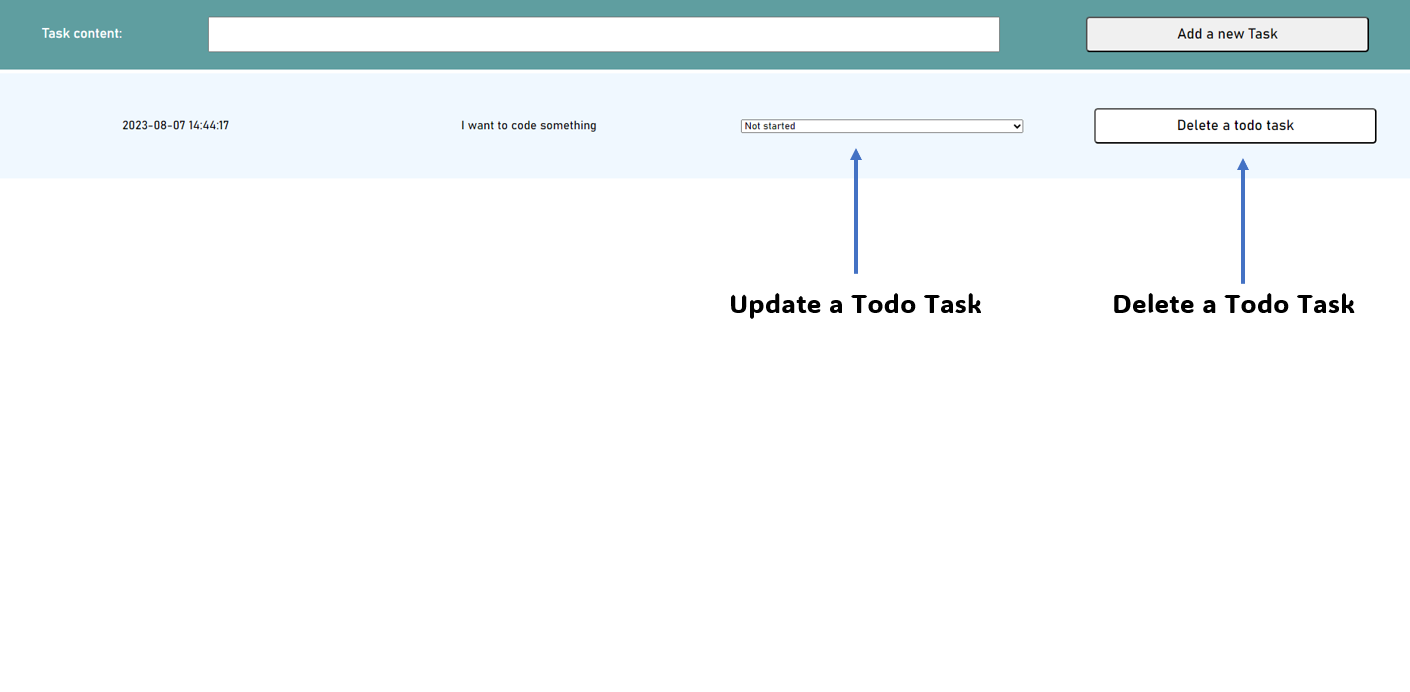 Task content:
Add a new Task
2023-08-07 14:44:17
I want to code something
Not started
Delete a todo task
Update a Todo Task
Delete a Todo Task